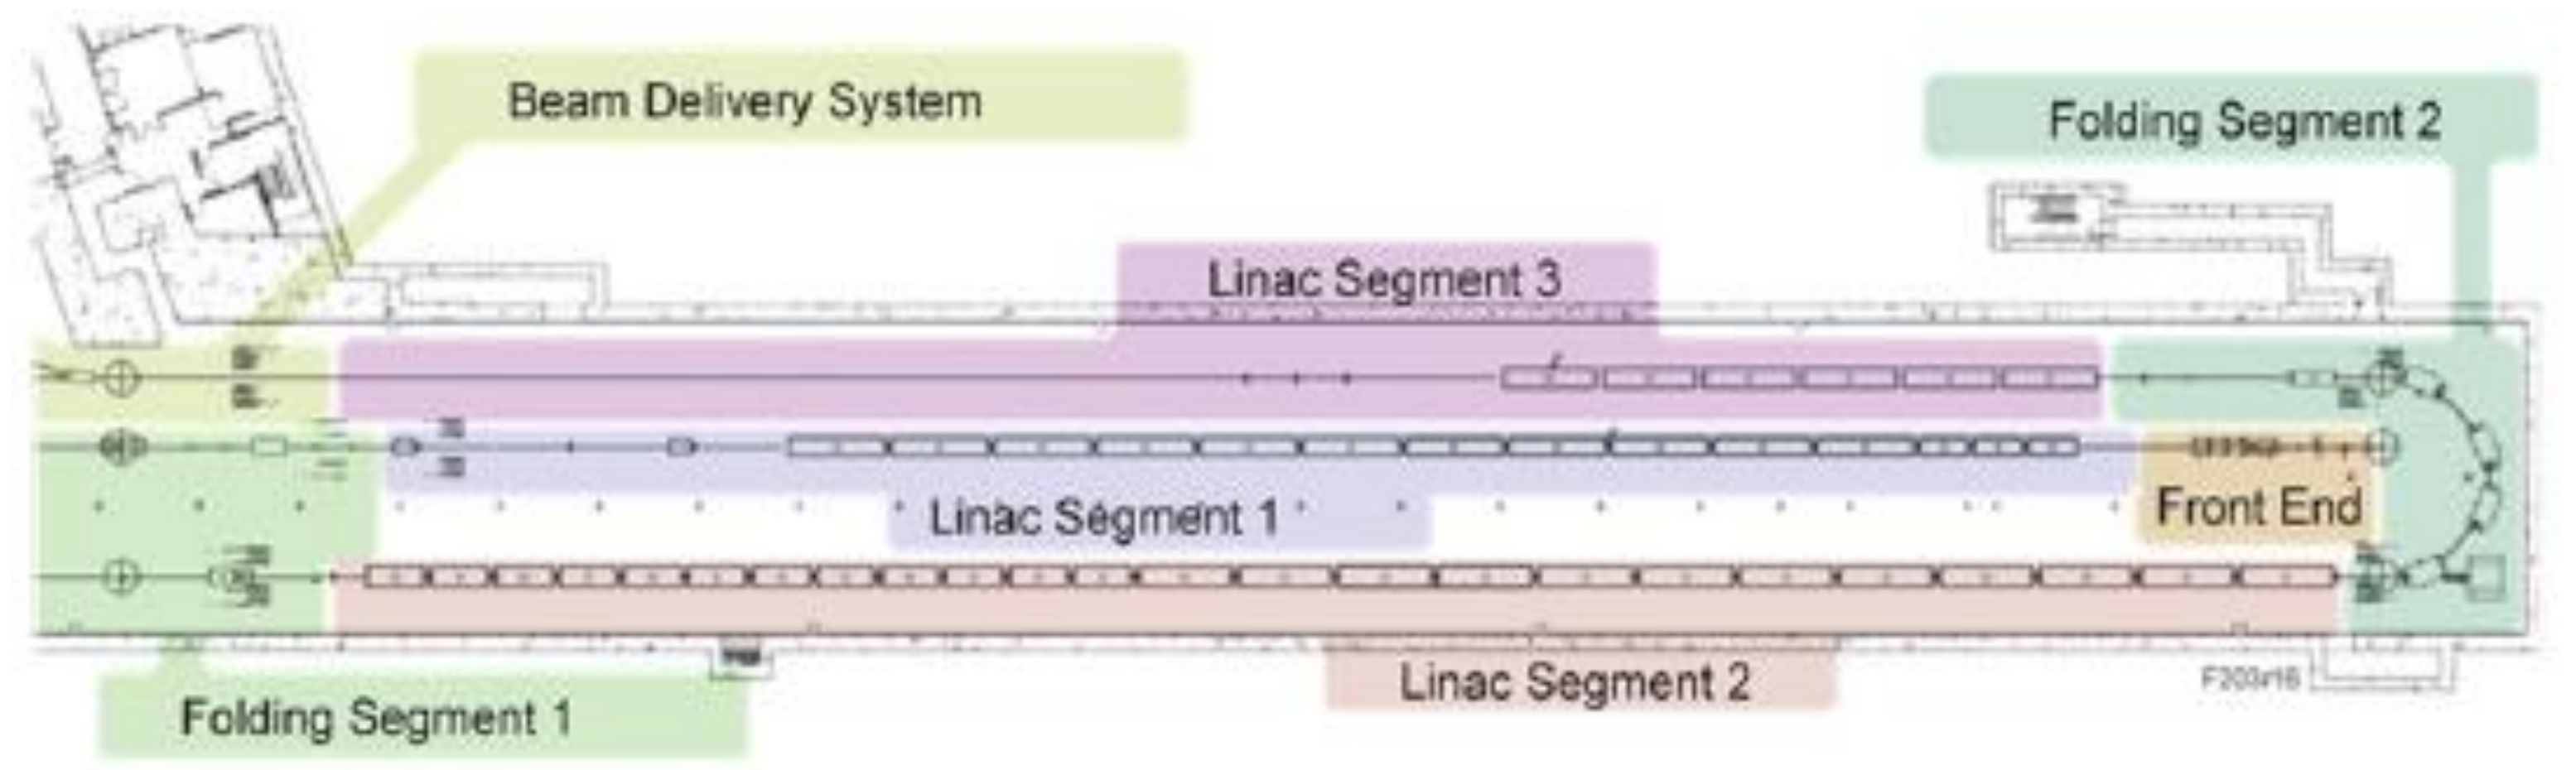 Beam Delivery System
Folding Segment 2
Linac Segment 3
Linac Segment 1
Front End
Linac Segment 2
Folding Segment 1